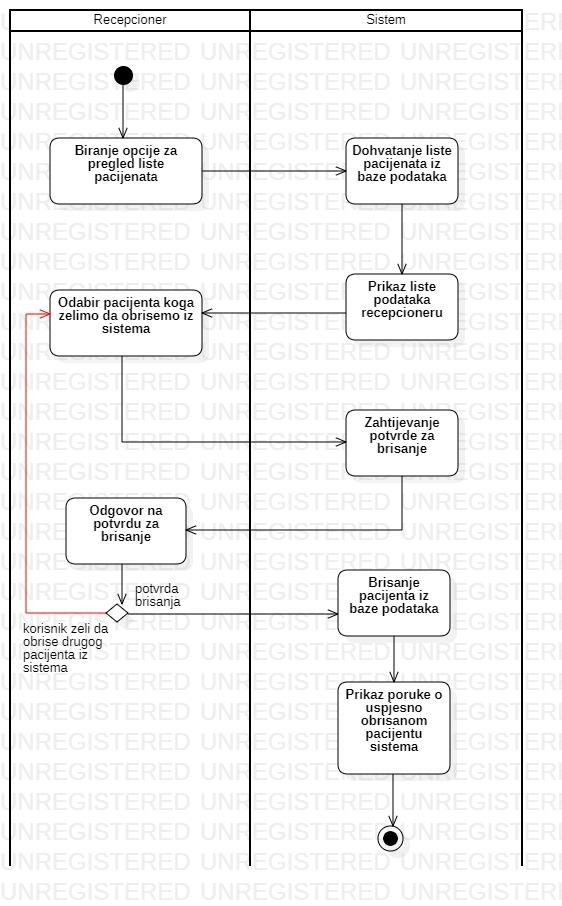 Recepcioner
Sistem
Biranje opcije za
pregled liste
pacijenata
Dohvatanje liste
pacijenata iz
baze podataka
Prikaz liste
podataka
recepcioneru
Odabir pacijenta koga
zelimo da obrisemo iz
sistema
Zahtijevanje
potvrde za
brisanje
Odgovor na
potvrdu za
brisanje
potvrda
brisanja
korisnik zeli da
obrise drugog
pacijenta iz
sistema
Brisanje
pacijenta iz
baze podataka
Prikaz poruke o
uspjesno
obrisanom
pacijentu
sistema
UNREGISTERED